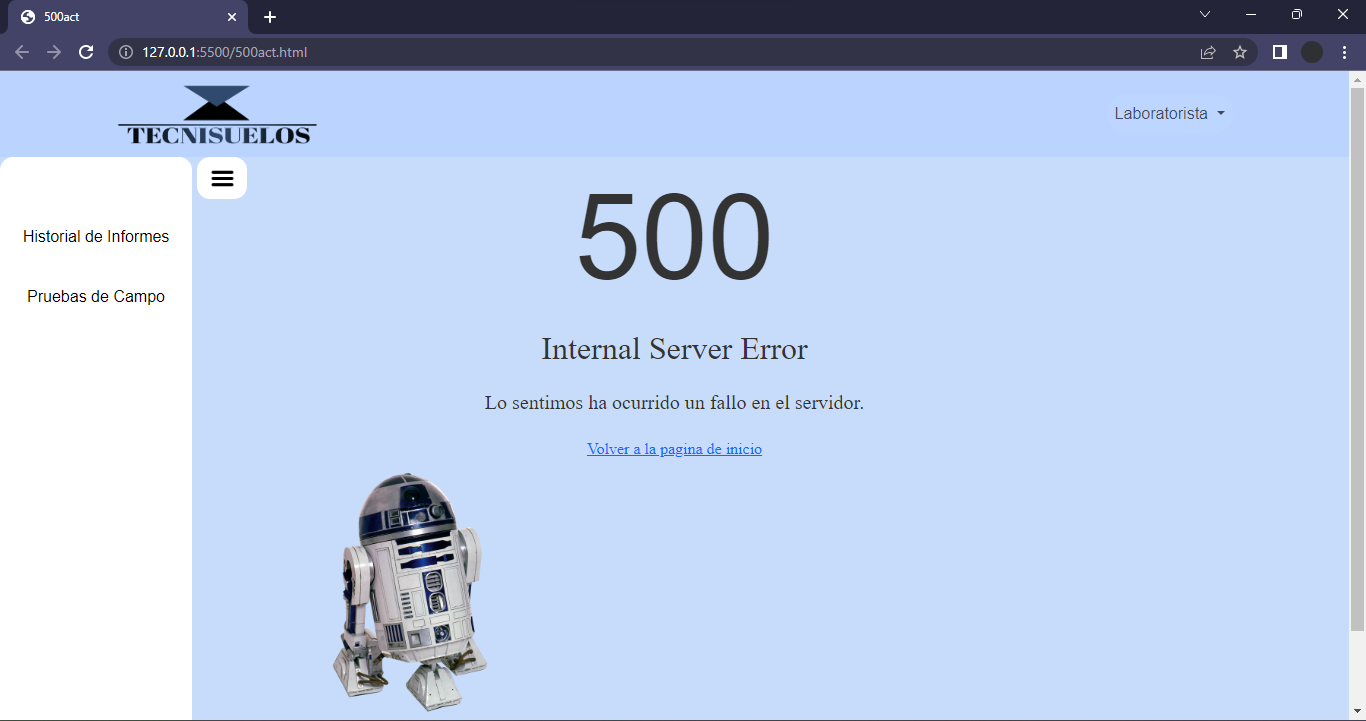 500act
127.0.0.1:5500/500act.html
TECNISUELOS
Laboratorista
Historial de Informes
Pruebas de Campo
500
Internal Server Error
Lo sentimos ha ocurrido un fallo en el servidor.
Volver a la pagina de inicio